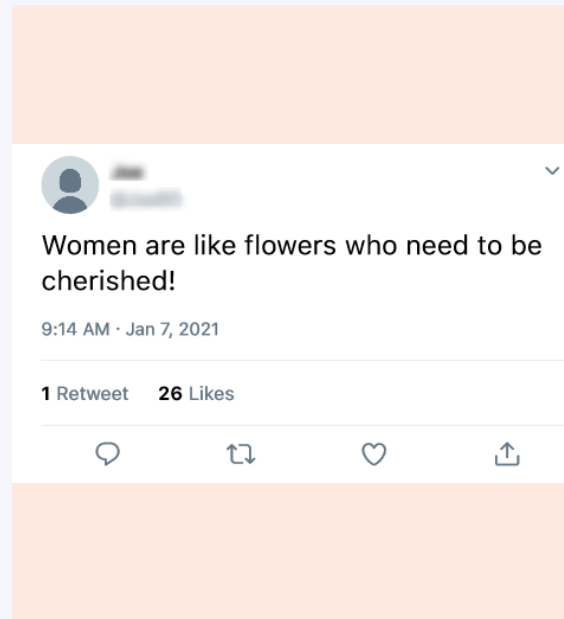 Women are like flowers who need to be
cherished!
9:14 AM · Jan 7, 2021
1 Retweet 26 Likes